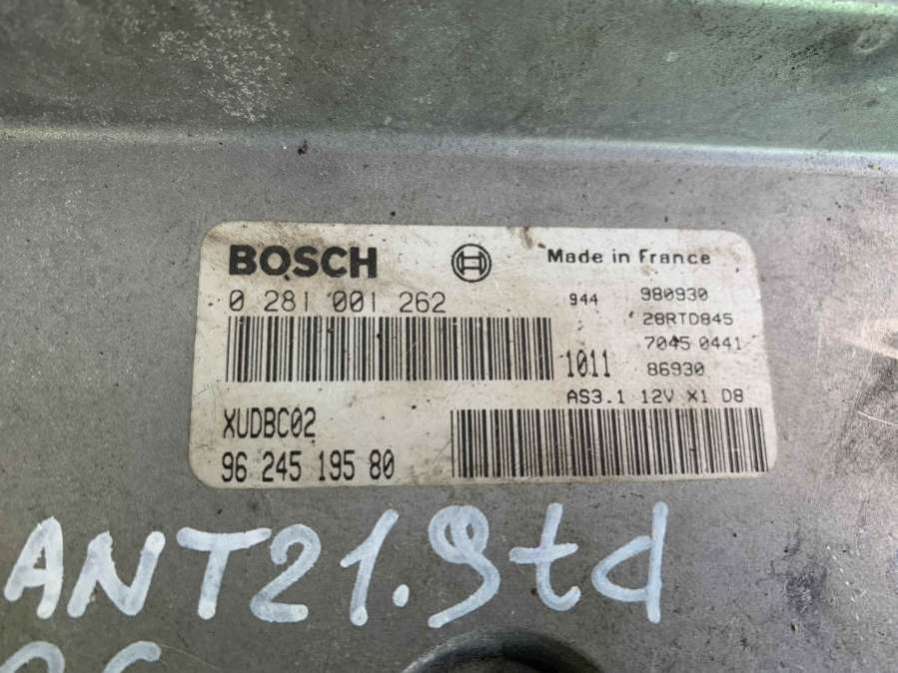 BOSCH Made in France
0 281 001 262 944 980930
28RTD845
7045 0441
1011 86930
AS3.1 12V X1 D8
XUDBC02
96 245 195 80
ANT21.9td